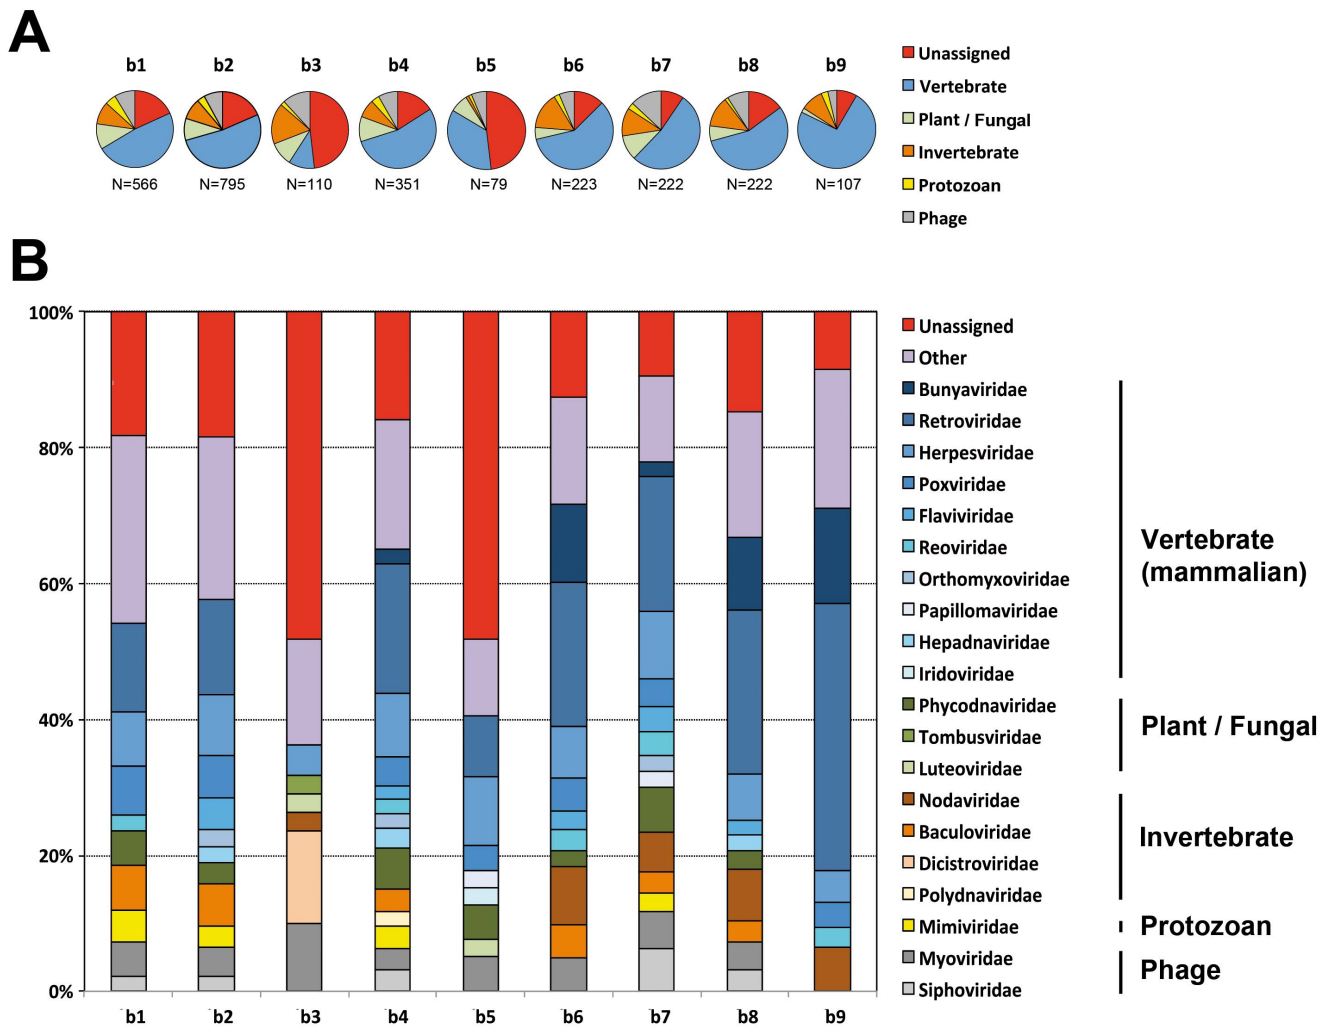 A
b1 b2 b3 b4 b5 b6 b7 b8 b9
N=566 N=795 N=110 N=351 N=79 N=223 N=222 N=222 N=107
Unassigned
Vertebrate
Plant / Fungal
Invertebrate
Protozoan
Phage
B
100%
80%
60%
40%
20%
0%
b1 b2 b3 b4 b5 b6 b7 b8 b9
Unassigned
Other
Bunyaviridae
Retroviridae
Herpesviridae
Poxviridae
Flaviviridae
Reoviridae
Orthomyxoviridae
Papillomaviridae
Hepadnaviridae
Iridoviridae
Phycodnaviridae
Tombusviridae
Luteoviridae
Nodaviridae
Baculoviridae
Dicistroviridae
Polydnaviridae
Mimiviridae
Myoviridae
Siphoviridae
Vertebrate
(mammalian)
Plant / Fungal
Invertebrate
Protozoan
Phage